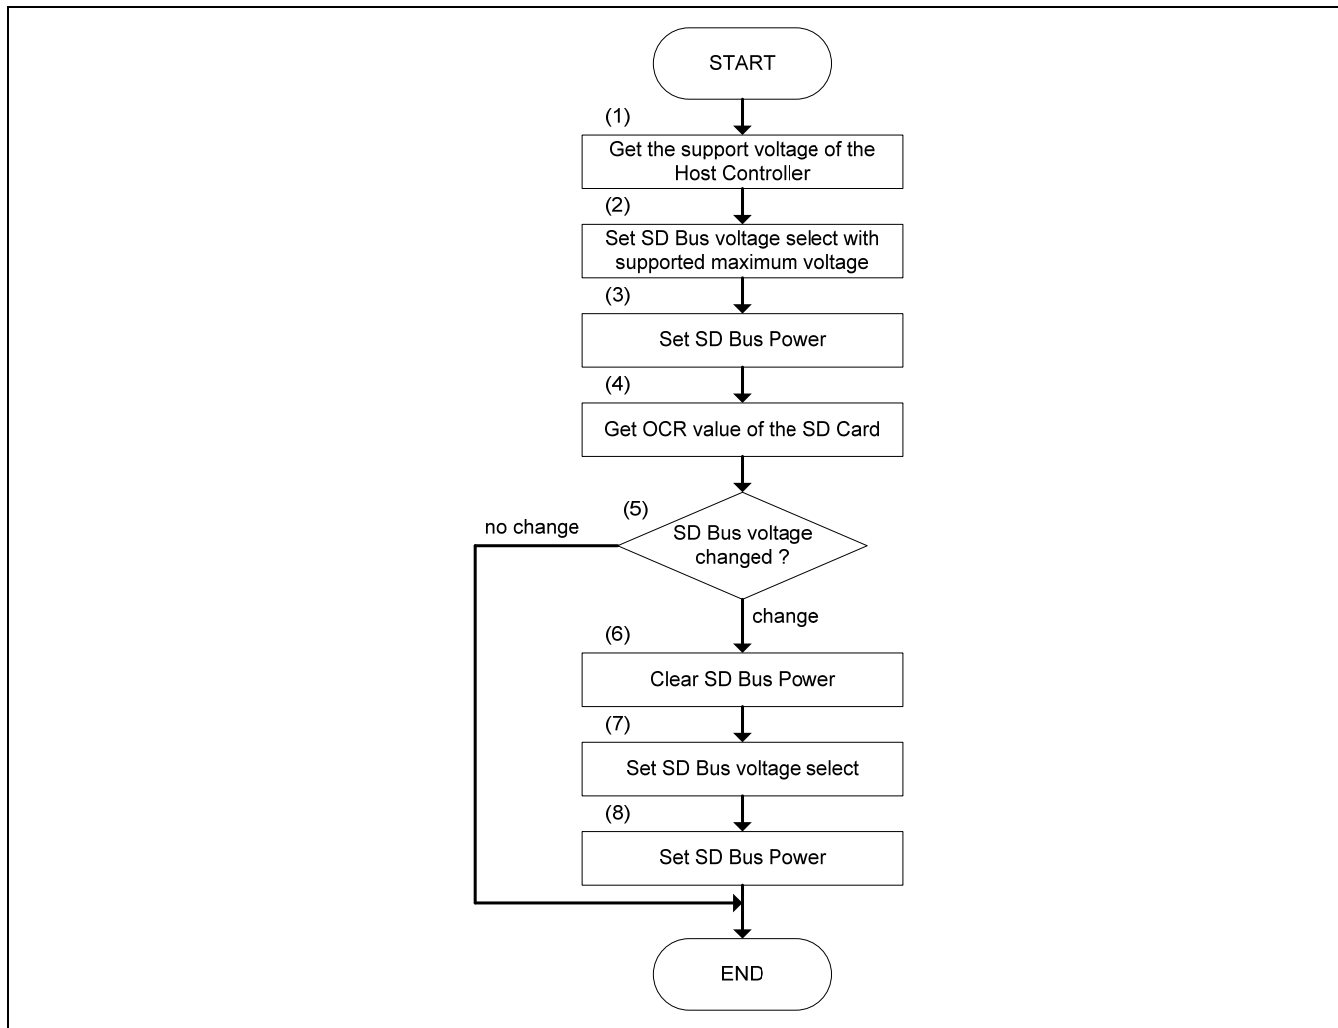 START
(1)
Get the support voltage of the
Host Controller
(2)
Set SD Bus voltage select with
supported maximum voltage
(3)
Set SD Bus Power
(4)
Get OCR value of the SD Card
(5)
no change
SD Bus voltage
changed ?
change
(6)
Clear SD Bus Power
(7)
Set SD Bus voltage select
(8)
Set SD Bus Power
END